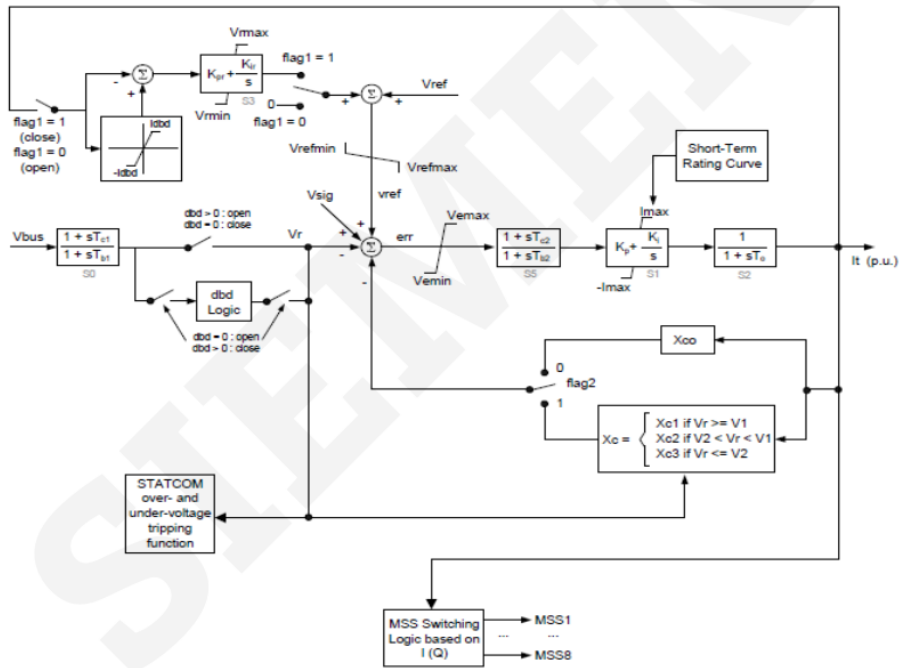 Vrmax
flag1 = 1
Σ
-
+
Kpr + Kir
s
S3
Vrmin
0
flag1 = 0
+
Σ
+
Vref
flag1 = 1
(close)
flag1 = 0
(open)
Idbd
-Idbd
Vrefmin
Vrefmax
vref
Short-Term
Rating Curve
Vsig
dbd > 0 : open
dbd = 0 : close
Vbus
1 + sTc1
1 + sTb1
S0
Vr
+
+
-
Σ
-
err
Vemax
Vemin
1 + sTc2
1 + sTb2
S5
Imax
Kp + Ki
s
S1
-Imax
1
1 + sTo
S2
It (p.u.)
dbd
Logic
dbd = 0 : open
dbd > 0 : close
Xco
0
flag2
1
Xc =
Xc1 if Vr >= V1
Xc2 if V2 < Vr < V1
Xc3 if Vr <= V2
STATCOM
over- and
under-voltage
tripping
function
MSS Switching
Logic based on
I (Q)
MSS1
... ...
MSS8
SIEMEN